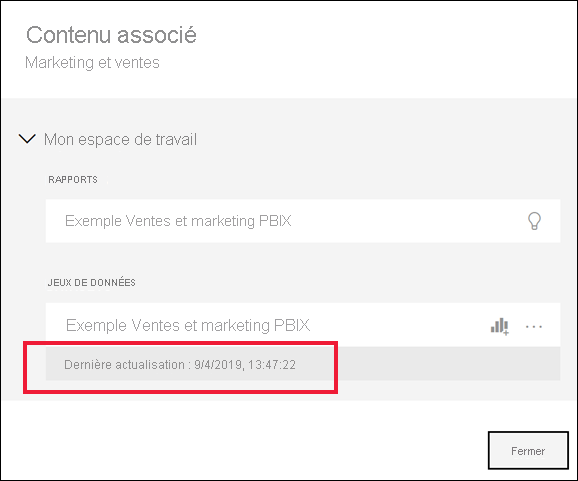 Contenu associé
Marketing et ventes
Mon espace de travail
RAPPORTS
Exemple Ventes et marketing PBIX
JEUX DE DONNÉES
Exemple Ventes et marketing PBIX
Dernière actualisation : 9/4/2019, 13:47:22
Fermer